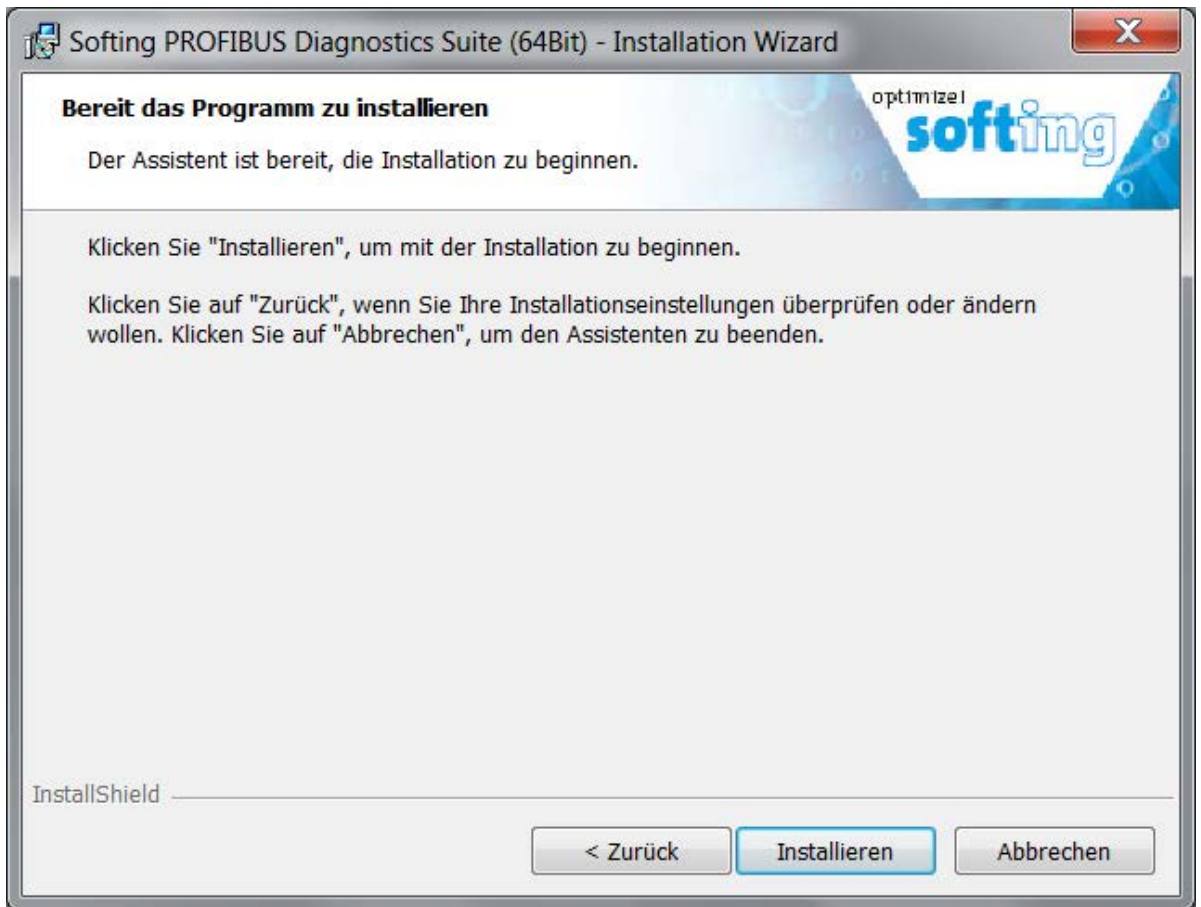 Softing PROFIBUS Diagnostics Suite (64Bit) - Installation Wizard
Bereit das Programm zu installieren
Der Assistent ist bereit, die Installation zu beginnen.
optimize!
softing
Klicken Sie "Installieren", um mit der Installation zu beginnen.
Klicken Sie auf "Zurück", wenn Sie Ihre Installationseinstellungen überprüfen oder ändern
wollen. Klicken Sie auf "Abbrechen", um den Assistenten zu beenden.
InstallShield
< Zurück
Installieren
Abbrechen